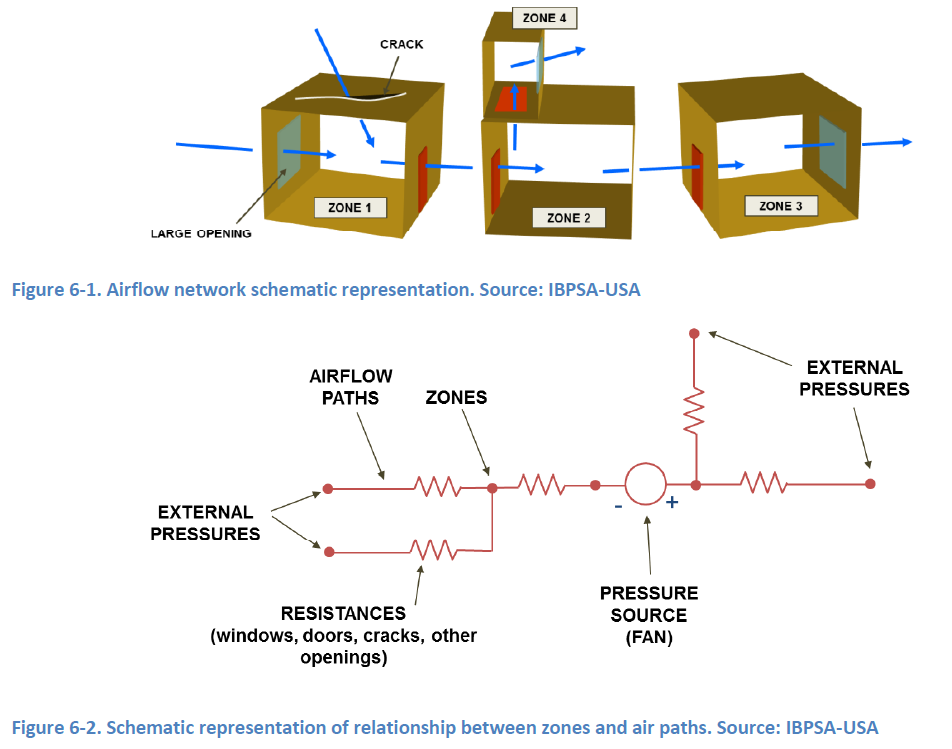 ZONE 4
CRACK
ZONE 1
ZONE 2
ZONE 3
LARGE OPENING
Figure 6-1. Airflow network schematic representation. Source: IBPSA-USA
AIRFLOW
PATHS
ZONES
EXTERNAL
PRESSURES
EXTERNAL
PRESSURES
- +
RESISTANCES
(windows, doors, cracks, other
openings)
PRESSURE
SOURCE
(FAN)
Figure 6-2. Schematic representation of relationship between zones and air paths. Source: IBPSA-USA